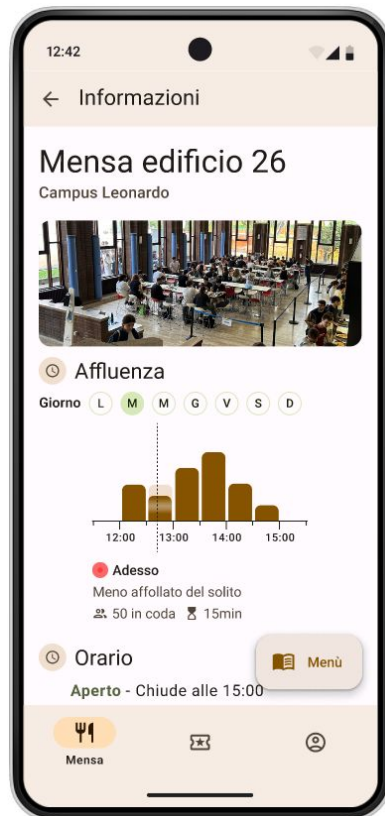 12:42
Informazioni
Mensa edificio 26
Campus Leonardo
Affluenza
Giorno L M M G V S D
12:00 13:00 14:00 15:00
Adesso
Meno affollato del solito
50 in coda 15min
Orario
Menù
Aperto - Chiude alle 15:00
Mensa